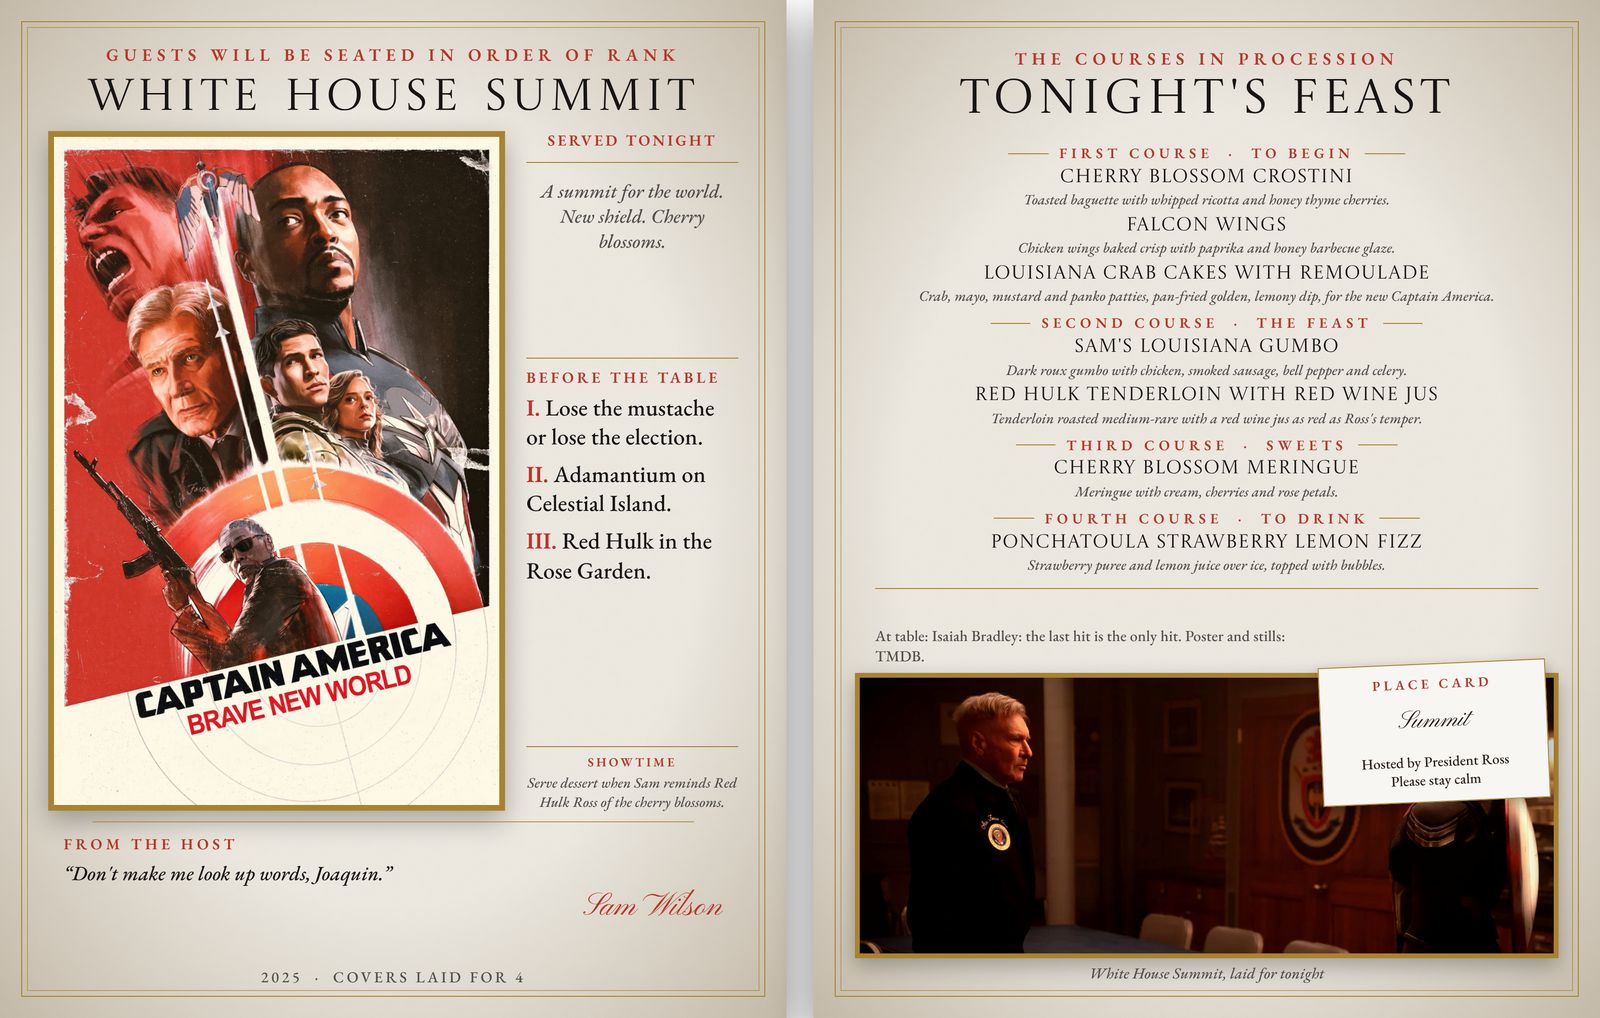 GUESTS WILL BE SEATED IN ORDER OF RANK
WHITE HOUSE SUMMIT
CAPTAIN AMERICA
BRAVE NEW WORLD
SERVED TONIGHT
A summit for the world.
New shield. Cherry
blossoms.
BEFORE THE TABLE
I. Lose the mustache
or lose the election.
II. Adamantium on
Celestial Island.
III. Red Hulk in the
Rose Garden.
SHOWTIME
Serve dessert when Sam reminds Red
Hulk Ross of the cherry blossoms.
FROM THE HOST
“Don't make me look up words, Joaquin.”
Sam Wilson
2025 · COVERS LAID FOR 4
THE COURSES IN PROCESSION
TONIGHT'S FEAST
FIRST COURSE · TO BEGIN
CHERRY BLOSSOM CROSTINI
Toasted baguette with whipped ricotta and honey thyme cherries.
FALCON WINGS
Chicken wings baked crisp with paprika and honey barbecue glaze.
LOUISIANA CRAB CAKES WITH REMOULADE
Crab, mayo, mustard and panko patties, pan-fried golden, lemony dip, for the new Captain America.
SECOND COURSE · THE FEAST
SAM'S LOUISIANA GUMBO
Dark roux gumbo with chicken, smoked sausage, bell pepper and celery.
RED HULK TENDERLOIN WITH RED WINE JUS
Tenderloin roasted medium-rare with a red wine jus as red as Ross's temper.
THIRD COURSE · SWEETS
CHERRY BLOSSOM MERINGUE
Meringue with cream, cherries and rose petals.
FOURTH COURSE · TO DRINK
PONCHATOULA STRAWBERRY LEMON FIZZ
Strawberry puree and lemon juice over ice, topped with bubbles.
At table: Isaiah Bradley: the last hit is the only hit. Poster and stills:
TMDB.
PLACE CARD
Summit
Hosted by President Ross
Please stay calm
White House Summit, laid for tonight